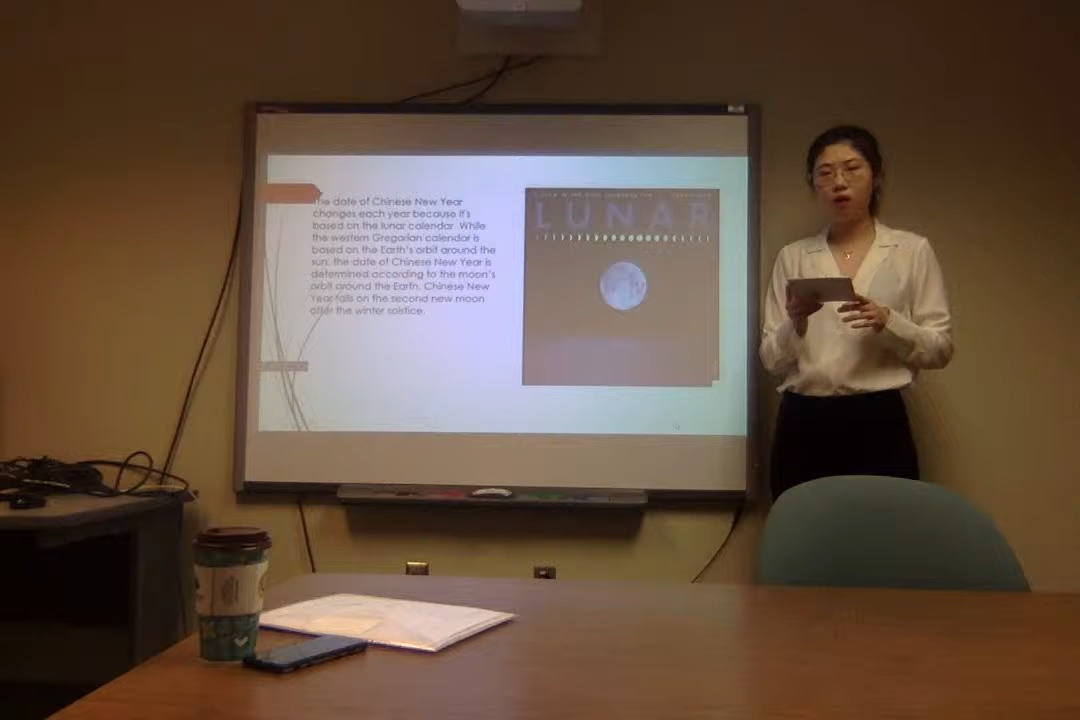 The date of Chinese New Year
changes each year because it's
based on the lunar calendar. While
the western Gregorian calendar is
based on the Earth's orbit around the
sun, the date of Chinese New Year is
determined according to the moon's
orbit around the Earth. Chinese New
Year falls on the second new moon
after the winter solstice.
LUNAR